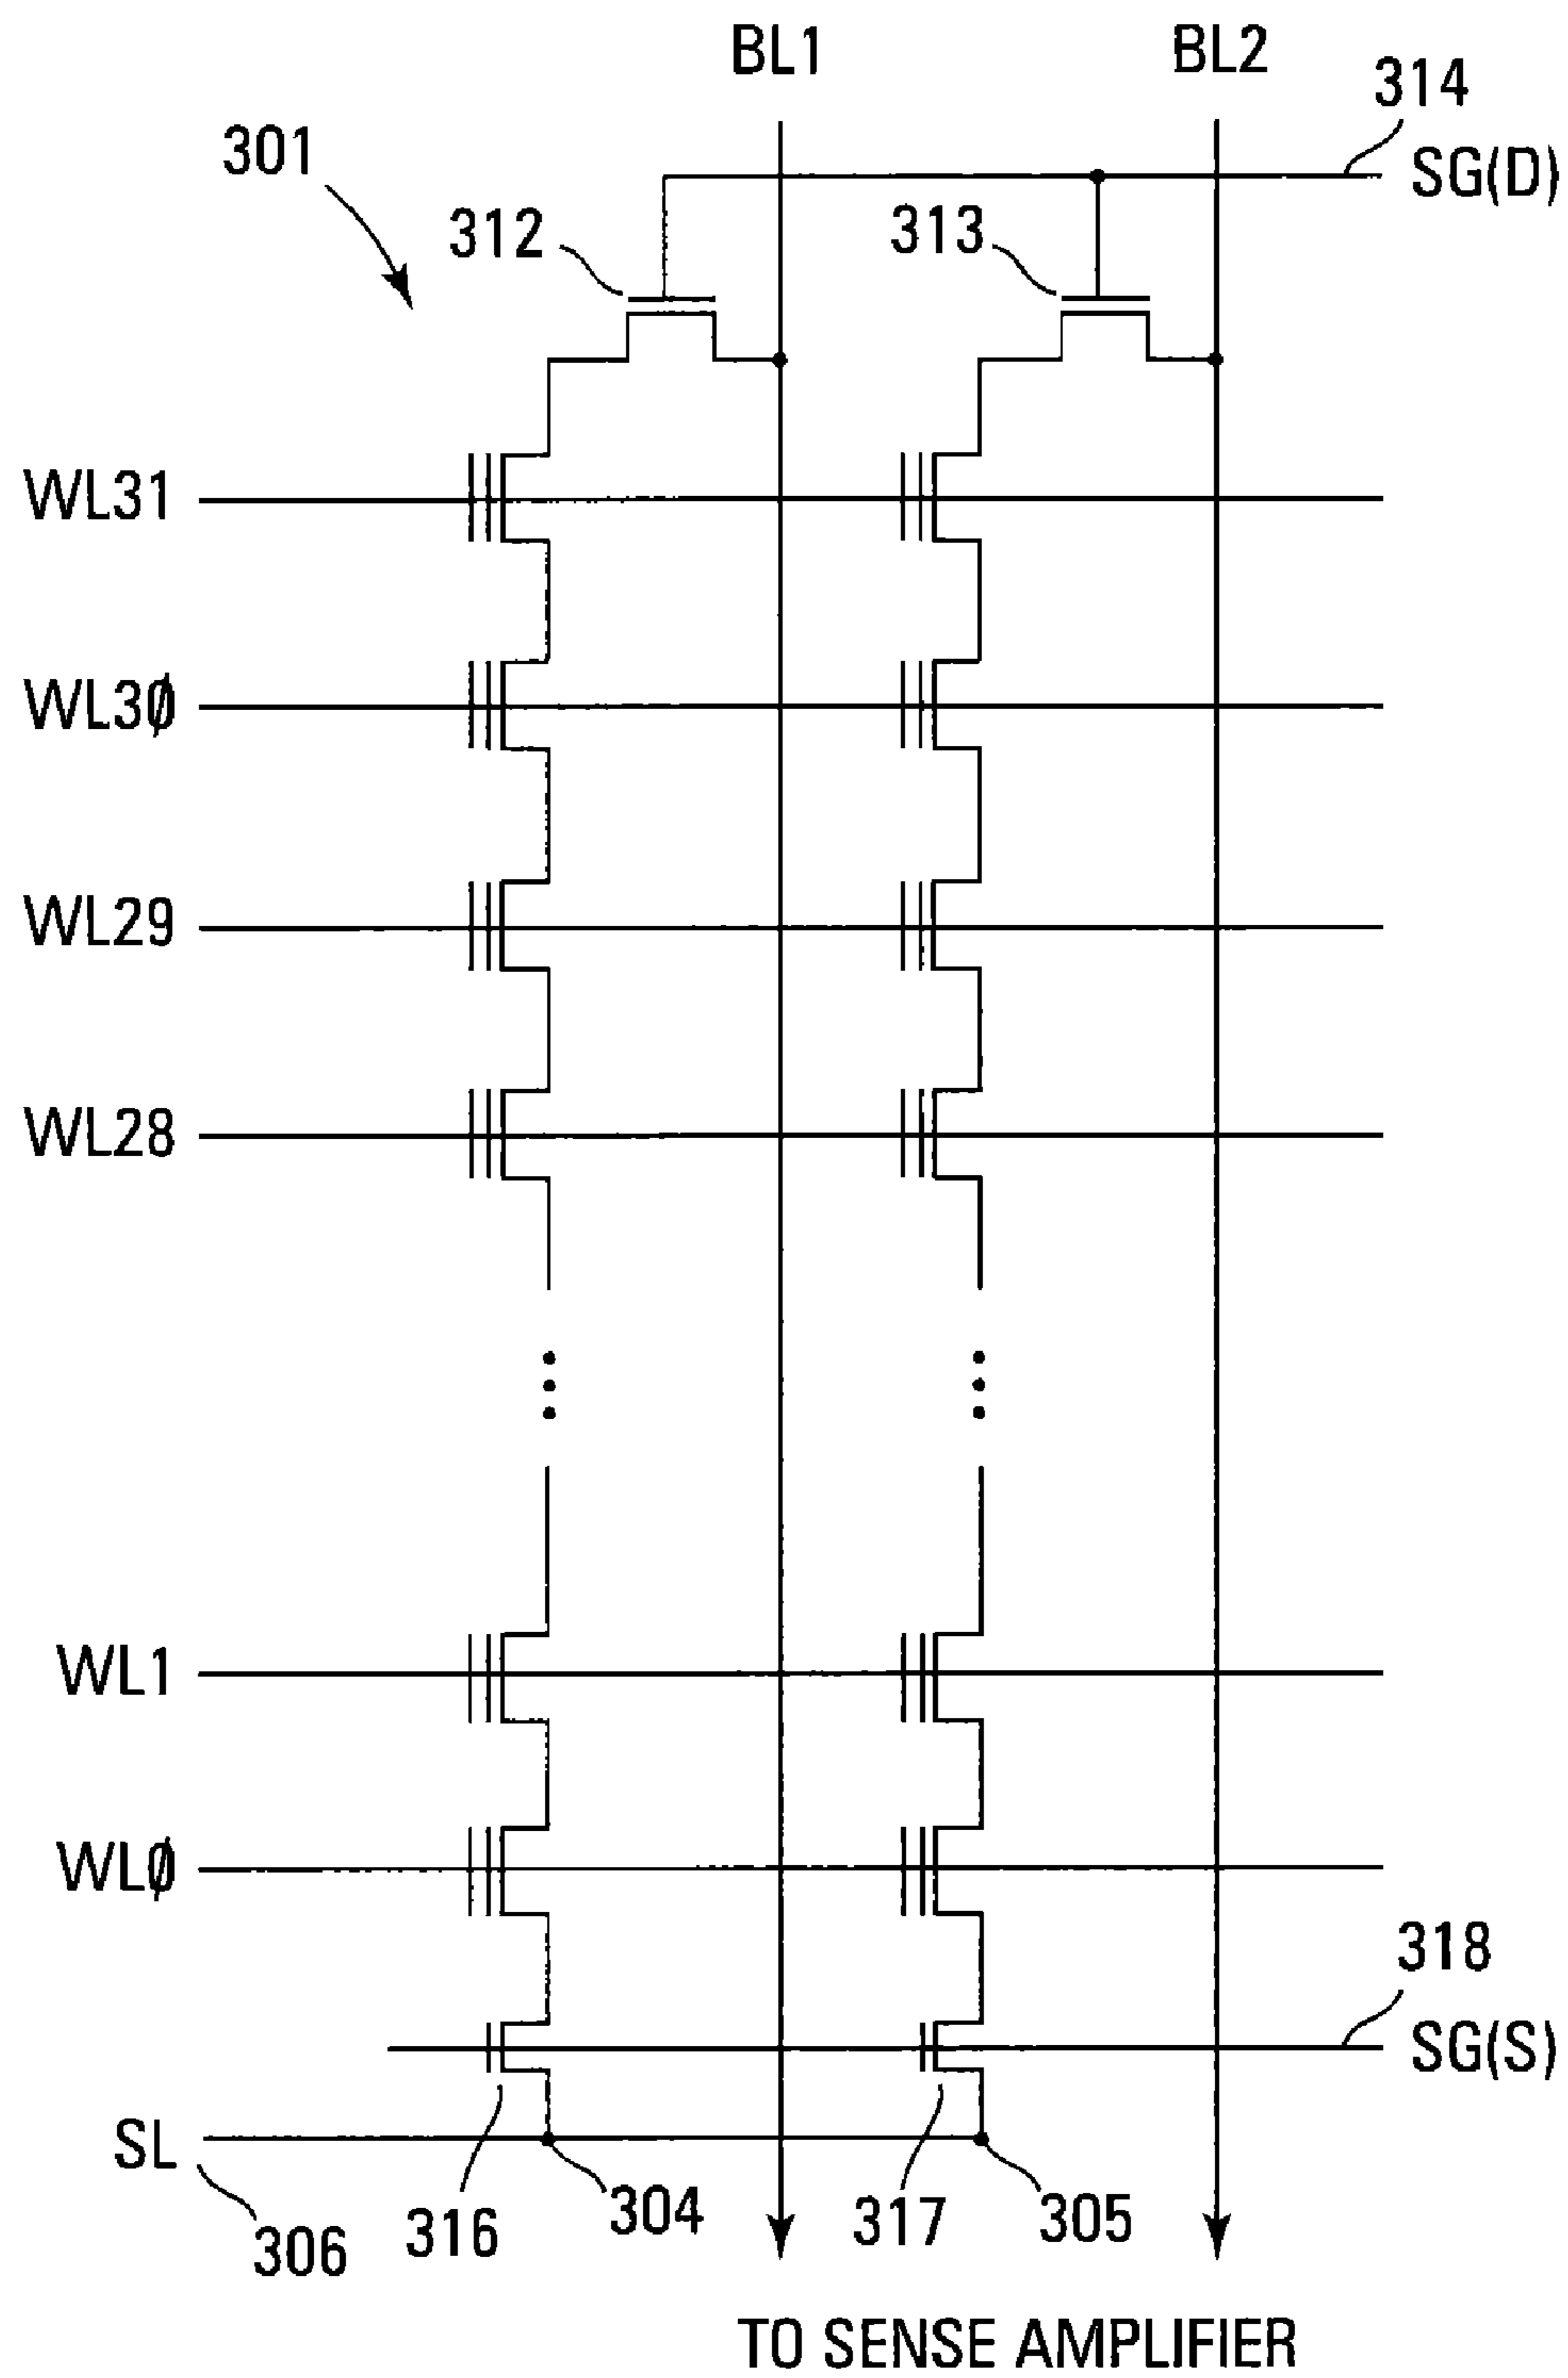 BL1
BL2
314
SG(D)
301
312
313
WL31
WL3Ø
WL29
WL28
WL1
WLØ
318
SG(S)
SL
306
316
304
317
305
TO SENSE AMPLIFIER